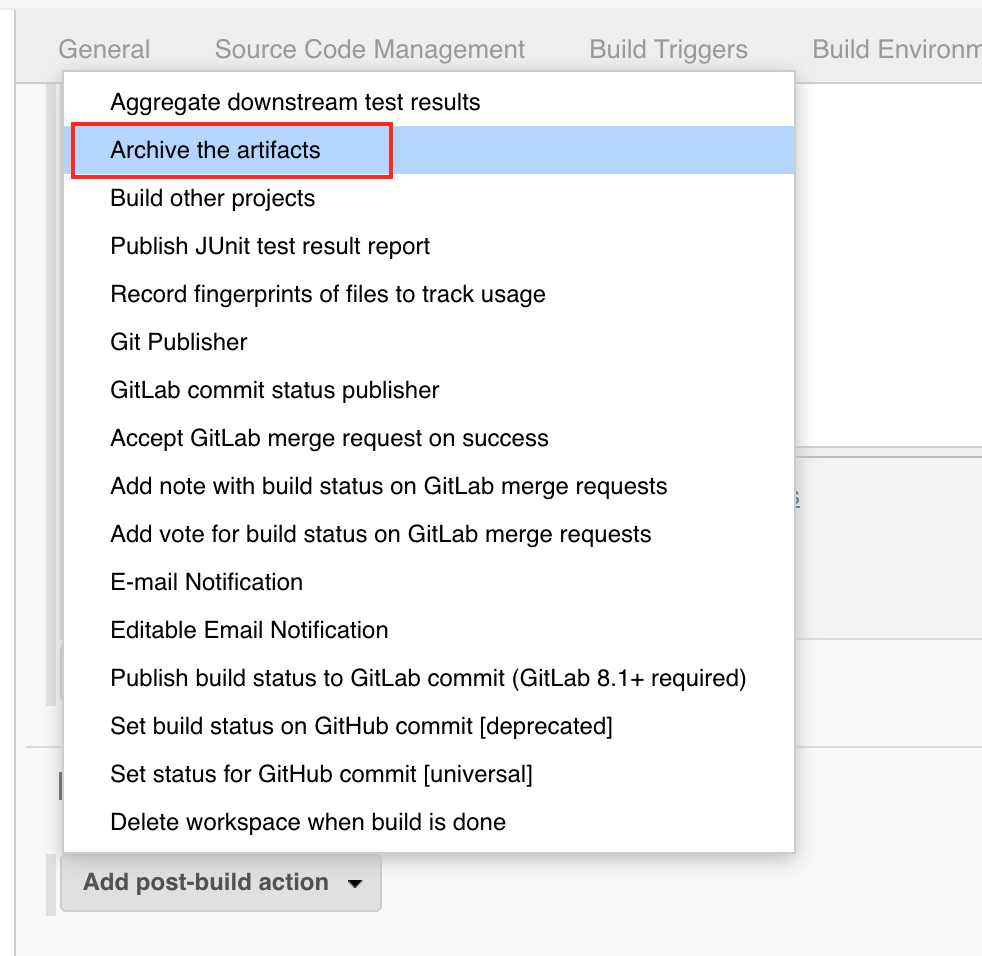 General Source Code Management Build Triggers Build Environm
Aggregate downstream test results
Archive the artifacts
Build other projects
Publish JUnit test result report
Record fingerprints of files to track usage
Git Publisher
GitLab commit status publisher
Accept GitLab merge request on success
Add note with build status on GitLab merge requests
Add vote for build status on GitLab merge requests
E-mail Notification
Editable Email Notification
Publish build status to GitLab commit (GitLab 8.1+ required)
Set build status on GitHub commit [deprecated]
Set status for GitHub commit [universal]
Delete workspace when build is done
Add post-build action